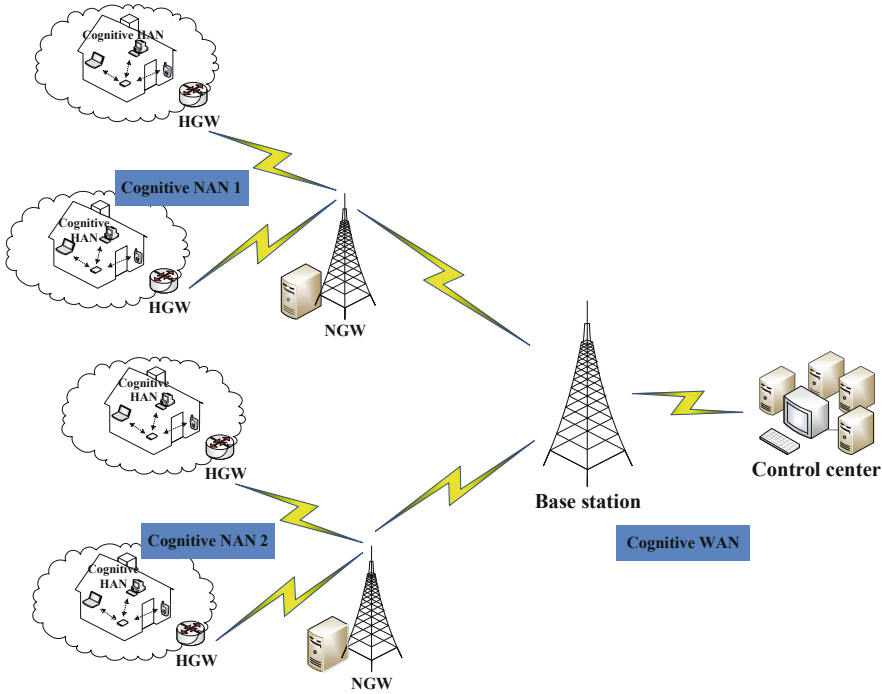 Cognitive HAN
HGW
Cognitive NAN 1
Cognitive
HAN
HGW
NGW
Cognitive
HAN
HGW
Base station
Control center
Cognitive NAN 2
Cognitive WAN
Cognitive
HAN
HGW
NGW